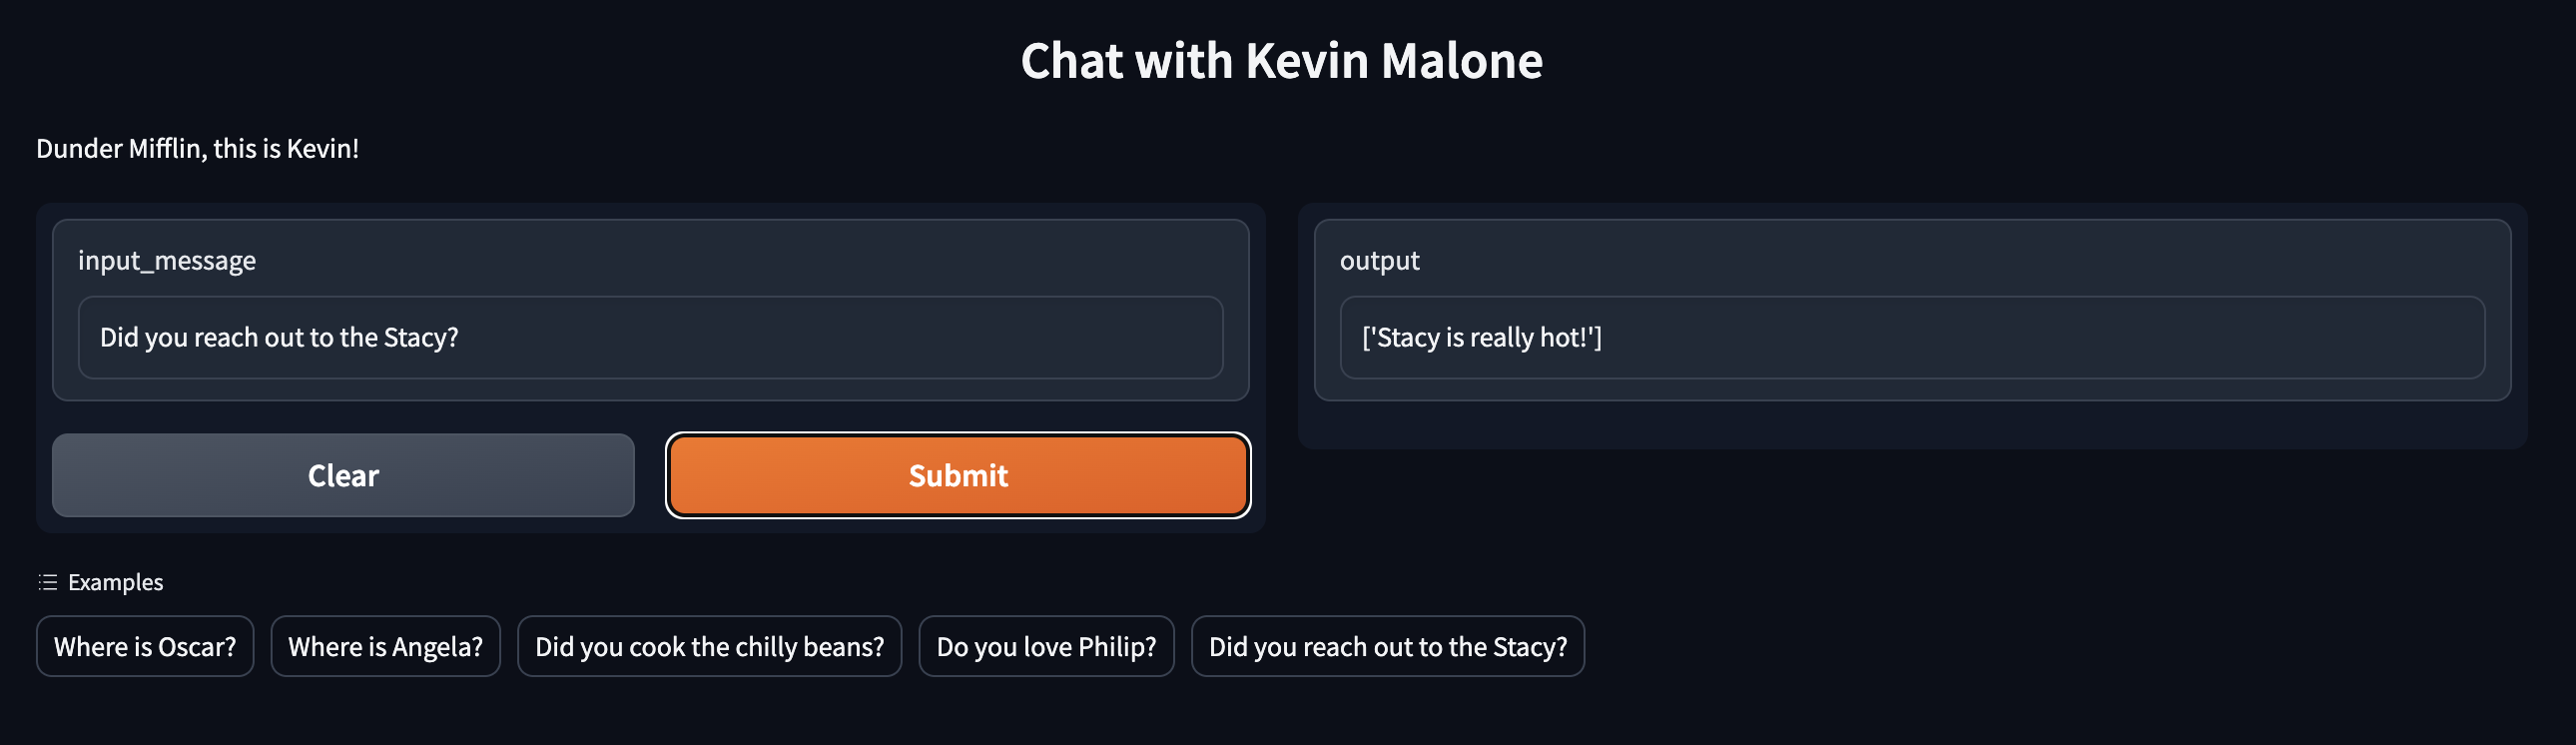 Chat with Kevin Malone
Dunder Mifflin, this is Kevin!
input_message
Did you reach out to the Stacy?
Clear
Submit
output
['Stacy is really hot!']
Examples
Where is Oscar?
Where is Angela?
Did you cook the chilly beans?
Do you love Philip?
Did you reach out to the Stacy?